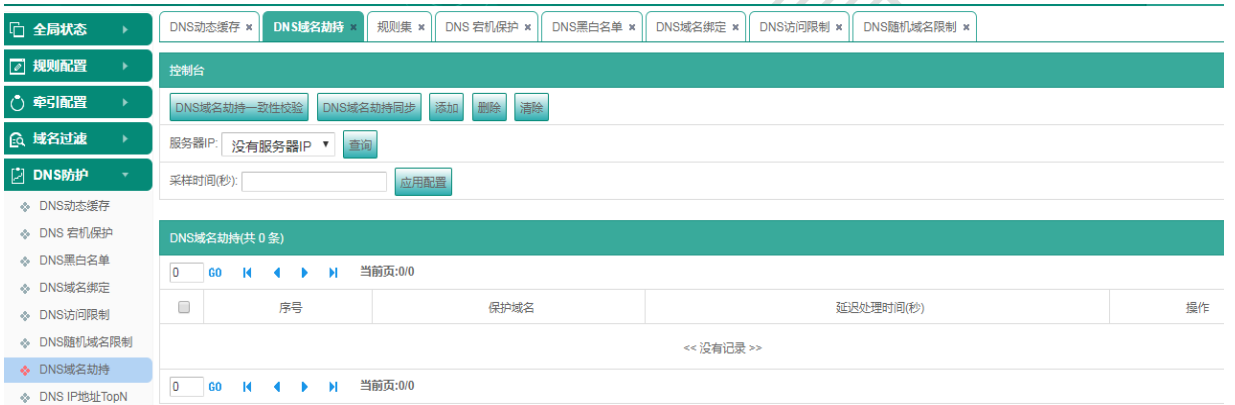 全局状态
规则配置
牵引配置
域名过滤
DNS防护
DNS动态缓存
DNS 宕机保护
DNS黑白名单
DNS域名绑定
DNS访问限制
DNS随机域名限制
DNS域名劫持
DNS IP地址TopN
DNS动态缓存 × DNS域名劫持 × 规则集 × DNS 宕机保护 × DNS黑白名单 × DNS域名绑定 × DNS访问限制 × DNS随机域名限制 ×
控制台
DNS域名劫持一致性校验 DNS域名劫持同步 添加 删除 清除
服务器IP: 没有服务器IP 查询
采样时间(秒): 应用配置
DNS域名劫持(共 0 条)
0 GO 当前页:0/0
序号 保护域名 延迟处理时间(秒) 操作
<< 没有记录 >>
0 GO 当前页:0/0